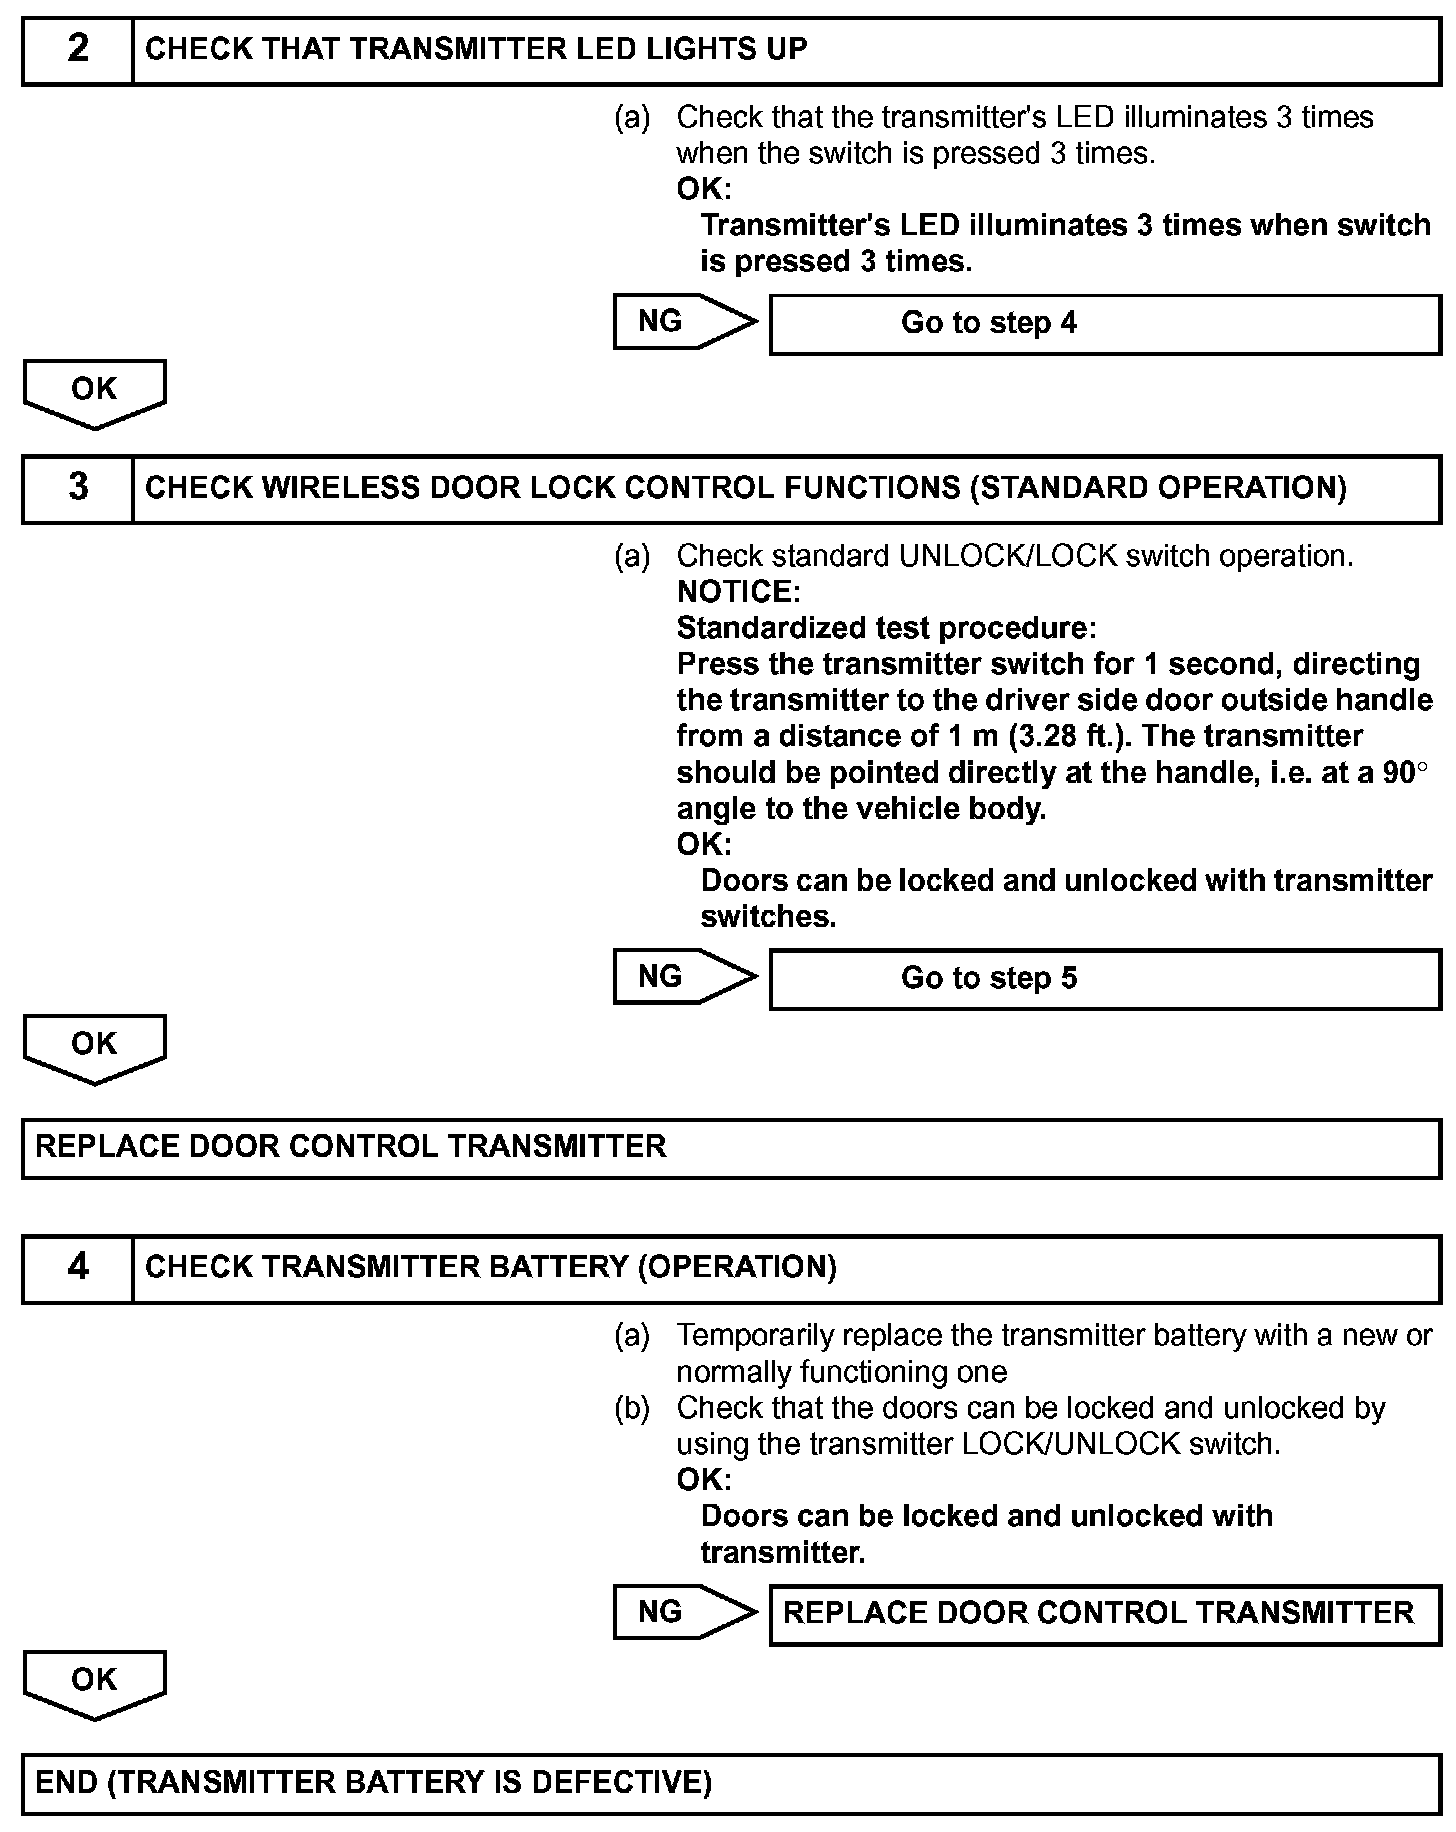 2 CHECK THAT TRANSMITTER LED LIGHTS UP
(a) Check that the transmitter's LED illuminates 3 times
when the switch is pressed 3 times.
OK:
Transmitter's LED illuminates 3 times when switch
is pressed 3 times.
NG Go to step 4
OK
3 CHECK WIRELESS DOOR LOCK CONTROL FUNCTIONS (STANDARD OPERATION)
(a) Check standard UNLOCK/LOCK switch operation.
NOTICE:
Standardized test procedure:
Press the transmitter switch for 1 second, directing
the transmitter to the driver side door outside handle
from a distance of 1 m (3.28 ft.). The transmitter
should be pointed directly at the handle, i.e. at a 90°
angle to the vehicle body.
OK:
Doors can be locked and unlocked with transmitter
switches.
NG Go to step 5
OK
REPLACE DOOR CONTROL TRANSMITTER
4 CHECK TRANSMITTER BATTERY (OPERATION)
(a) Temporarily replace the transmitter battery with a new or
normally functioning one
(b) Check that the doors can be locked and unlocked by
using the transmitter LOCK/UNLOCK switch.
OK:
Doors can be locked and unlocked with
transmitter.
NG REPLACE DOOR CONTROL TRANSMITTER
OK
END (TRANSMITTER BATTERY IS DEFECTIVE)